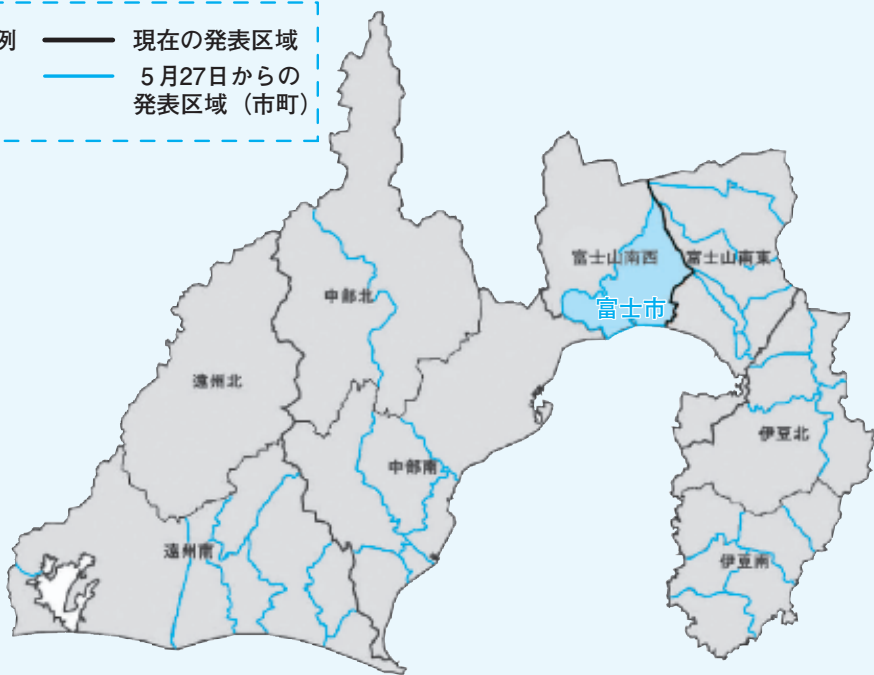 例 現在の発表区域
5月27日からの
発表区域（市町）
富士山南西
富士山南東
中部北
富士市
遠州北
伊豆北
中部南
遠州南
伊豆南